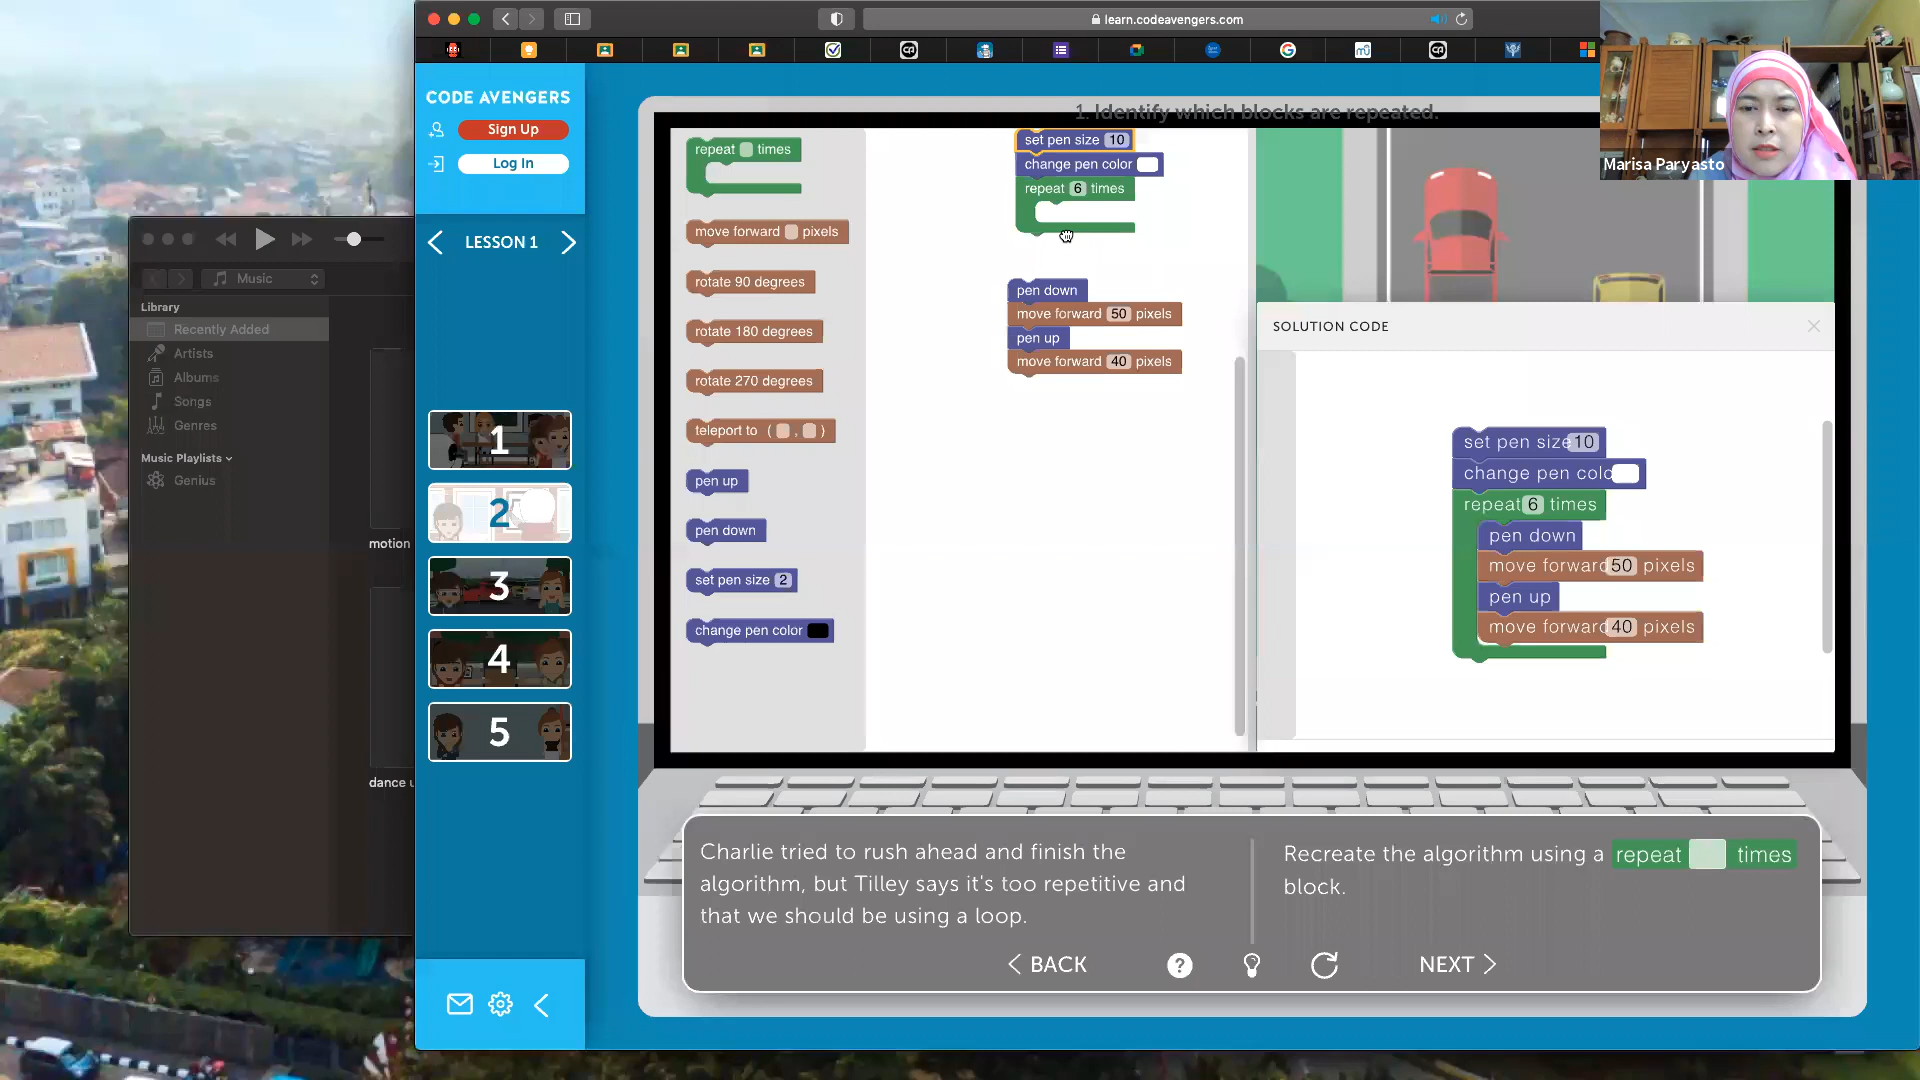 learn.codeavengers.com
CODE AVENGERS
Sign Up
Log In
LESSON 1
1
2
3
4
5
Music
Library
Recently Added
Artists
Albums
Songs
Genres
Music Playlists
Genius
motion
dance u
1. Identify which blocks are repeated.
repeat times
move forward pixels
rotate 90 degrees
rotate 180 degrees
rotate 270 degrees
teleport to ( , )
pen up
pen down
set pen size 2
change pen color
set pen size 10
change pen color
repeat 6 times
pen down
move forward 50 pixels
pen up
move forward 40 pixels
SOLUTION CODE
set pen size 10
change pen colo
repeat 6 times
pen down
move forward 50 pixels
pen up
move forward 40 pixels
Charlie tried to rush ahead and finish the
algorithm, but Tilley says it's too repetitive and
that we should be using a loop.
Recreate the algorithm using a repeat times
block.
BACK
?
NEXT
Marisa Paryasto